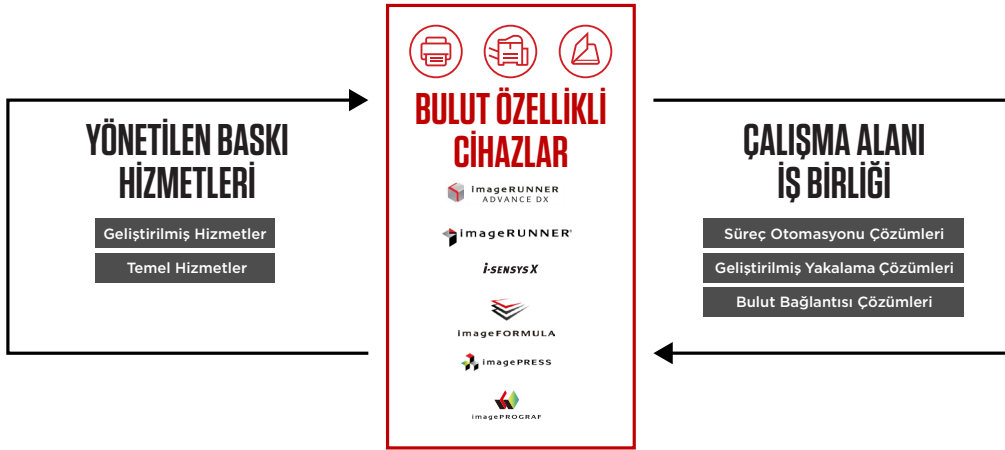 YÖNETİLEN BASKI
HİZMETLERİ
Geliştirilmiş Hizmetler
Temel Hizmetler
BULUT ÖZELLİKLİ
CİHAZLAR
imageRUNNER
ADVANCE DX
imageRUNNER®
i-SENSYS X
imageFORMULA
imagePRESS
imagePROGRAF
ÇALIŞMA ALANI
İŞ BİRLİĞİ
Süreç Otomasyonu Çözümleri
Geliştirilmiş Yakalama Çözümleri
Bulut Bağlantısı Çözümleri